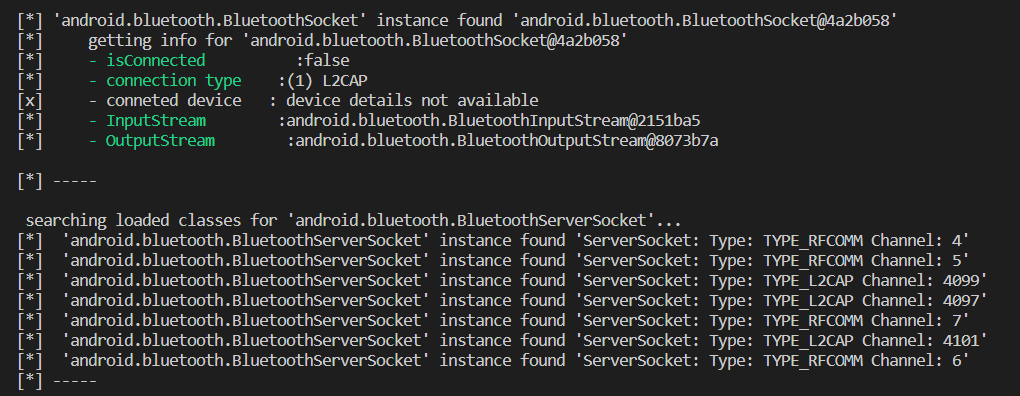 [*] 'android.bluetooth.BluetoothSocket' instance found 'android.bluetooth.BluetoothSocket@4a2b058'
[*] getting info for 'android.bluetooth.BluetoothSocket@4a2b058'
[*] - isConnected :false
[*] - connection type :(1) L2CAP
[x] - conneted device : device details not available
[*] - InputStream :android.bluetooth.BluetoothInputStream@2151ba5
[*] - OutputStream :android.bluetooth.BluetoothOutputStream@8073b7a
[*] -----
searching loaded classes for 'android.bluetooth.BluetoothServerSocket'...
[*] 'android.bluetooth.BluetoothServerSocket' instance found 'ServerSocket: Type: TYPE_RFCOMM Channel: 4'
[*] 'android.bluetooth.BluetoothServerSocket' instance found 'ServerSocket: Type: TYPE_RFCOMM Channel: 5'
[*] 'android.bluetooth.BluetoothServerSocket' instance found 'ServerSocket: Type: TYPE_L2CAP Channel: 4099'
[*] 'android.bluetooth.BluetoothServerSocket' instance found 'ServerSocket: Type: TYPE_L2CAP Channel: 4097'
[*] 'android.bluetooth.BluetoothServerSocket' instance found 'ServerSocket: Type: TYPE_RFCOMM Channel: 7'
[*] 'android.bluetooth.BluetoothServerSocket' instance found 'ServerSocket: Type: TYPE_L2CAP Channel: 4101'
[*] 'android.bluetooth.BluetoothServerSocket' instance found 'ServerSocket: Type: TYPE_RFCOMM Channel: 6'
[*] -----